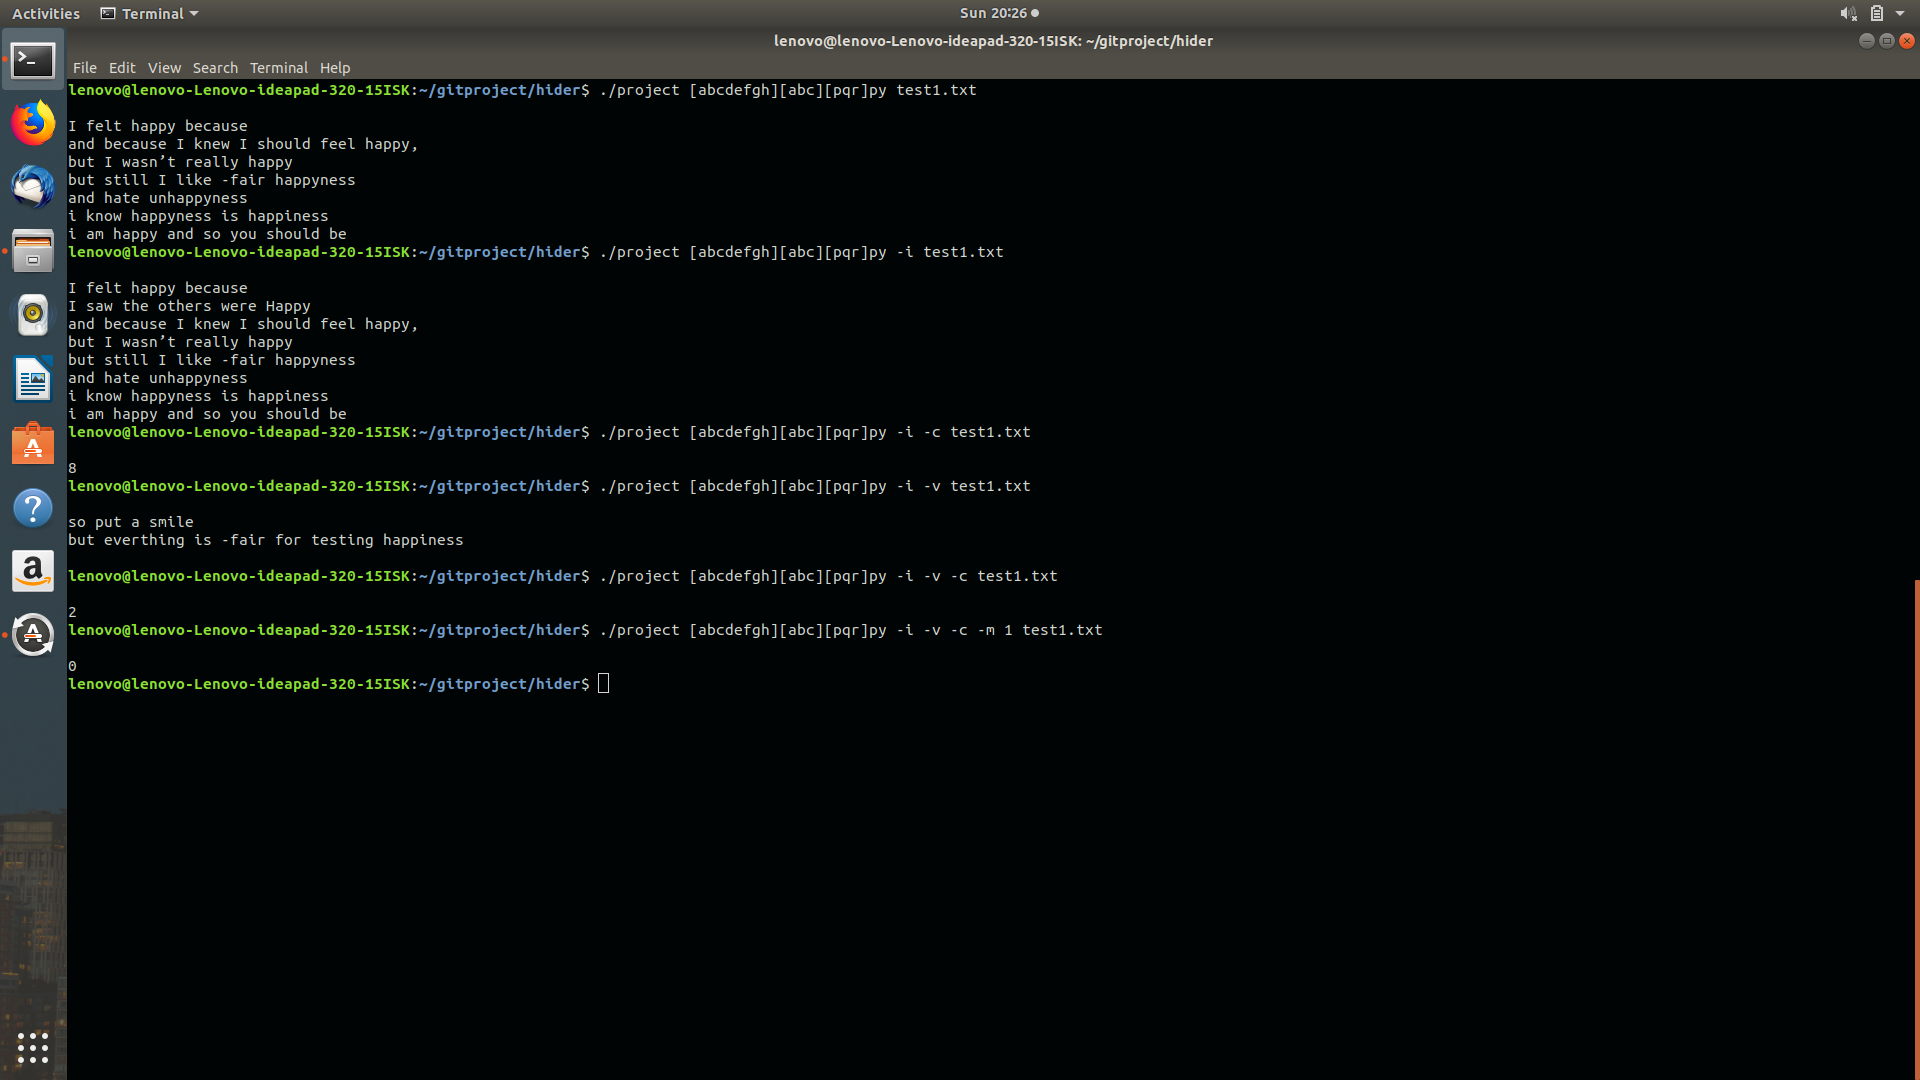 Activities Terminal Sun 20:26
lenovo@lenovo-Lenovo-ideapad-320-15ISK: ~/gitproject/hider
File Edit View Search Terminal Help
lenovo@lenovo-Lenovo-ideapad-320-15ISK:~/gitproject/hider$ ./project [abcdefgh][abc][pqr]py test1.txt
I felt happy because
and because I knew I should feel happy,
but I wasn’t really happy
but still I like -fair happyness
and hate unhappyness
i know happyness is happiness
i am happy and so you should be
lenovo@lenovo-Lenovo-ideapad-320-15ISK:~/gitproject/hider$ ./project [abcdefgh][abc][pqr]py -i test1.txt
I felt happy because
I saw the others were Happy
and because I knew I should feel happy,
but I wasn’t really happy
but still I like -fair happyness
and hate unhappyness
i know happyness is happiness
i am happy and so you should be
lenovo@lenovo-Lenovo-ideapad-320-15ISK:~/gitproject/hider$ ./project [abcdefgh][abc][pqr]py -i -c test1.txt
8
lenovo@lenovo-Lenovo-ideapad-320-15ISK:~/gitproject/hider$ ./project [abcdefgh][abc][pqr]py -i -v test1.txt
so put a smile
but everthing is -fair for testing happiness
lenovo@lenovo-Lenovo-ideapad-320-15ISK:~/gitproject/hider$ ./project [abcdefgh][abc][pqr]py -i -v -c test1.txt
2
lenovo@lenovo-Lenovo-ideapad-320-15ISK:~/gitproject/hider$ ./project [abcdefgh][abc][pqr]py -i -v -c -m 1 test1.txt
0
lenovo@lenovo-Lenovo-ideapad-320-15ISK:~/gitproject/hider$